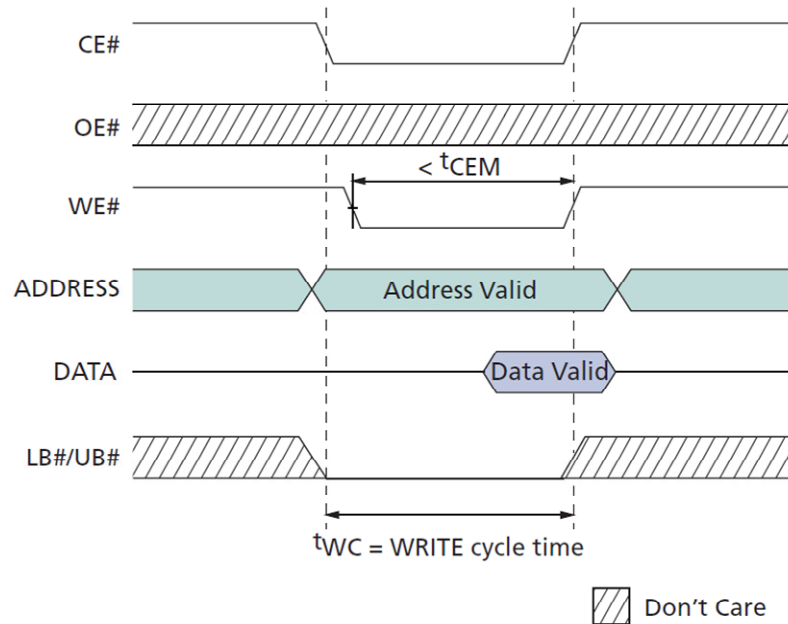 CE#
OE#
< tCEM
WE#
ADDRESS
Address Valid
DATA
Data Valid
LB#/UB#
tWC = WRITE cycle time
Don't Care